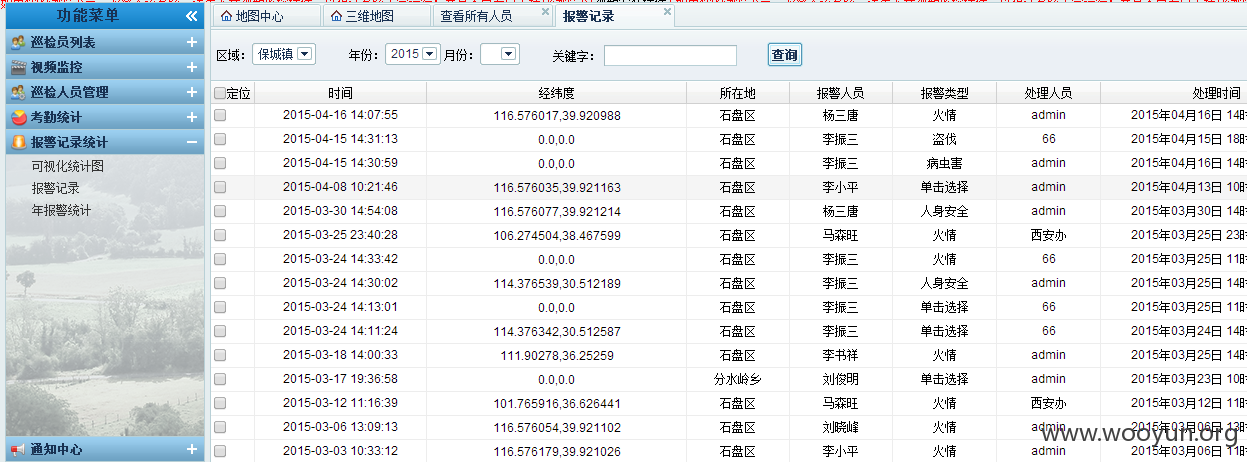 功能菜单 «
地图中心 三维地图 查看所有人员 报警记录
巡检员列表
视频监控
巡检人员管理
考勤统计
报警记录统计
可视化统计图
报警记录
年报警统计
通知中心
区域： 保城镇 年份： 2015 月份： 关键字： 查询
定位 时间 经纬度 所在地 报警人员 报警类型 处理人员 处理时间
2015-04-16 14:07:55 116.576017,39.920988 石盘区 杨三唐 火情 admin 2015年04月16日 14时
2015-04-15 14:31:13 0.0,0.0 石盘区 李振三 盗伐 66 2015年04月15日 18时
2015-04-15 14:30:59 0.0,0.0 石盘区 李振三 病虫害 admin 2015年04月16日 14时
2015-04-08 10:21:46 116.576035,39.921163 石盘区 李小平 单击选择 admin 2015年04月13日 10时
2015-03-30 14:54:08 116.576077,39.921214 石盘区 杨三唐 人身安全 admin 2015年03月30日 14时
2015-03-25 23:40:28 106.274504,38.467599 石盘区 马森旺 火情 西安办 2015年03月25日 23时
2015-03-24 14:33:42 0.0,0.0 石盘区 李振三 火情 admin 2015年03月25日 11时
2015-03-24 14:30:02 114.376539,30.512189 石盘区 李振三 人身安全 admin 2015年03月25日 11时
2015-03-24 14:13:01 0.0,0.0 石盘区 李振三 单击选择 66 2015年03月25日 11时
2015-03-24 14:11:24 114.376342,30.512587 石盘区 李振三 单击选择 66 2015年03月24日 14时
2015-03-18 14:00:33 111.90278,36.25259 石盘区 李书祥 火情 admin 2015年03月25日 14时
2015-03-17 19:36:58 0.0,0.0 分水岭乡 刘俊明 单击选择 admin 2015年03月23日 10时
2015-03-12 11:16:39 101.765916,36.626441 石盘区 马森旺 火情 西安办 2015年03月12日 11时
2015-03-06 13:09:13 116.576054,39.921102 石盘区 刘晓峰 火情 admin 2015年03月06日 13时
2015-03-03 10:33:12 116.576179,39.921026 石盘区 李小平 火情 admin
www.wooyun.org